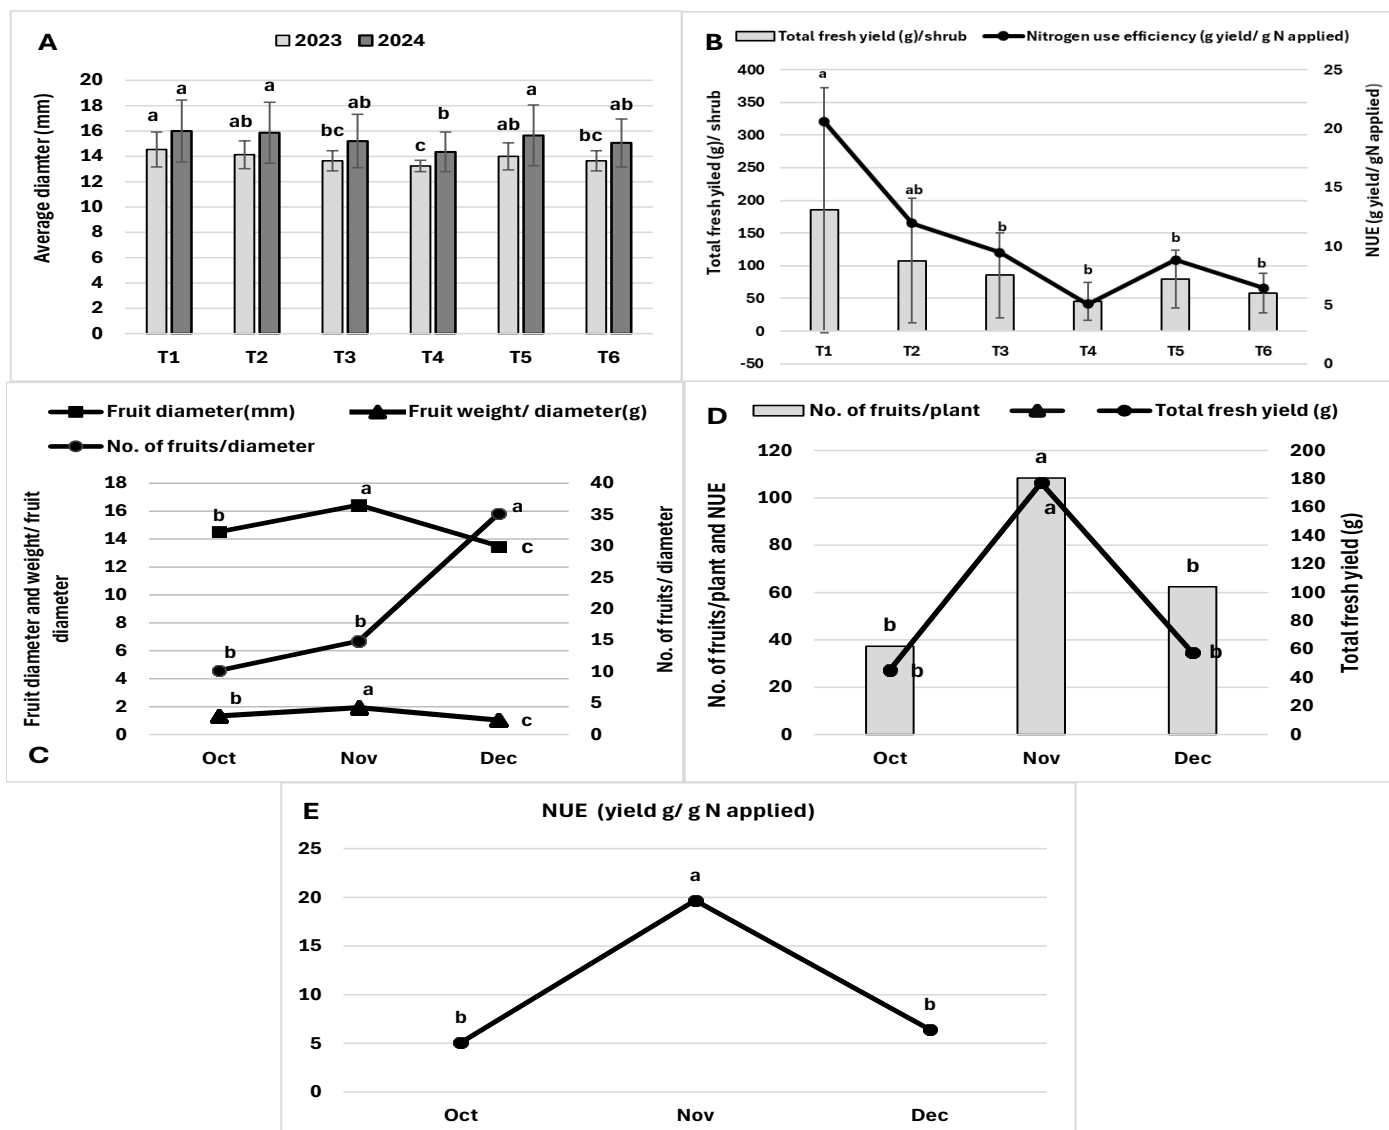 A
2023 2024
Average diamter (mm)
20
18
16
14
12
10
8
6
4
2
0
a a ab a bc ab c b ab a bc ab
T1 T2 T3 T4 T5 T6
B
Total fresh yield (g)/shrub Nitrogen use efficiency (g yield/ g N applied)
Total fresh yiled (g)/ shrub
400
350
300
250
200
150
100
50
0
-50
a ab b b b b
T1 T2 T3 T4 T5 T6
25
20
15
10
5
0
NUE (g yield/ gN applied)
Fruit diameter(mm) Fruit weight/ diameter(g)
No. of fruits/diameter
Fruit diameter and weight/ fruit
diameter
18
16
14
12
10
8
6
4
2
0
b a c
b b a
b a c
40
35
30
25
20
15
10
5
0
No. of fruits/ diameter
Oct Nov Dec
C
D
No. of fruits/plant Total fresh yield (g)
No. of fruits/plant and NUE
120
100
80
60
40
20
0
b a b
b a b
200
180
160
140
120
100
80
60
40
20
0
Total fresh yield (g)
Oct Nov Dec
E
NUE (yield g/ g N applied)
25
20
15
10
5
0
b a b
Oct Nov Dec